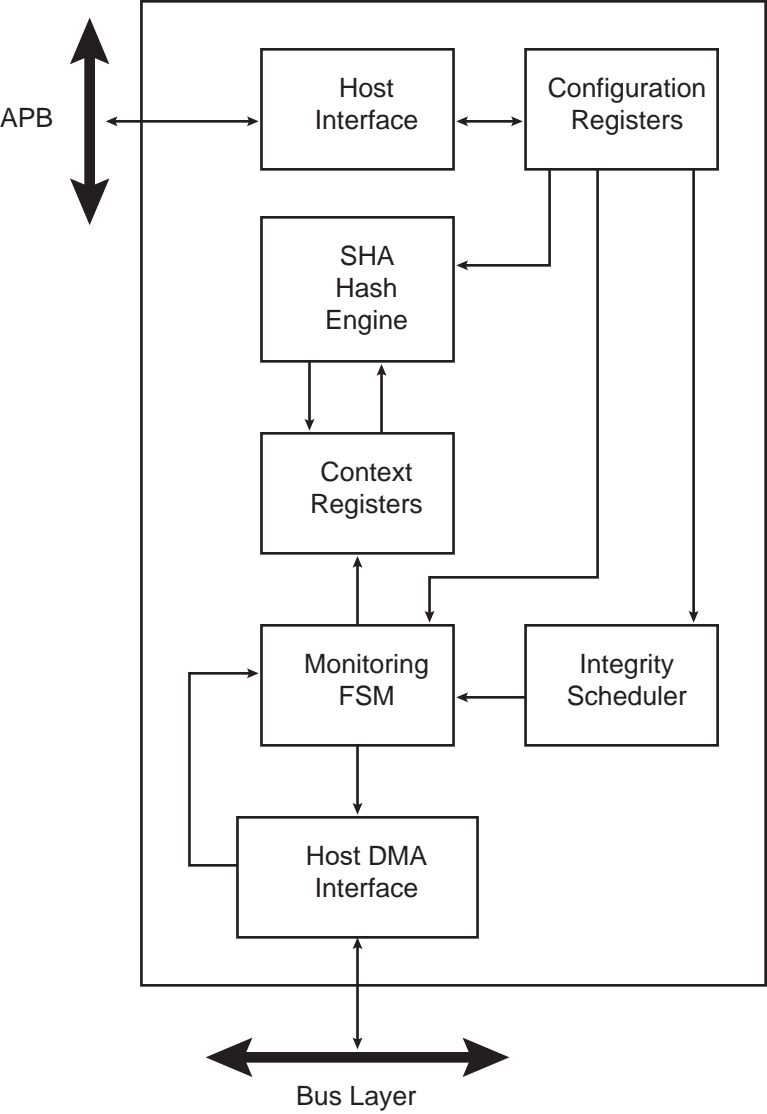 APB
Host
Interface
Configuration
Registers
SHA
Hash
Engine
Context
Registers
Monitoring
FSM
Integrity
Scheduler
Host DMA
Interface
Bus Layer